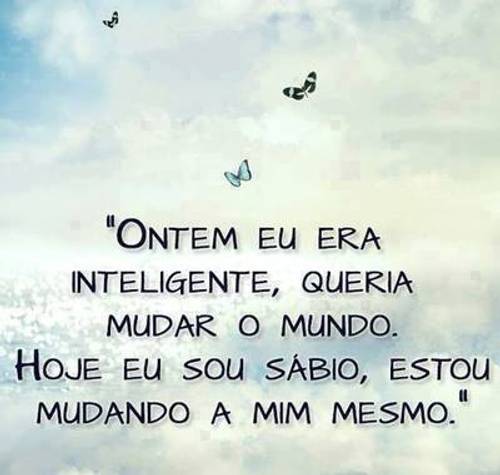 "ONTEM EU ERA
INTELIGENTE, QUERIA
MUDAR O MUNDO.
HOJE EU SOU SÁBIO, ESTOU
MUDANDO A MIM MESMO."